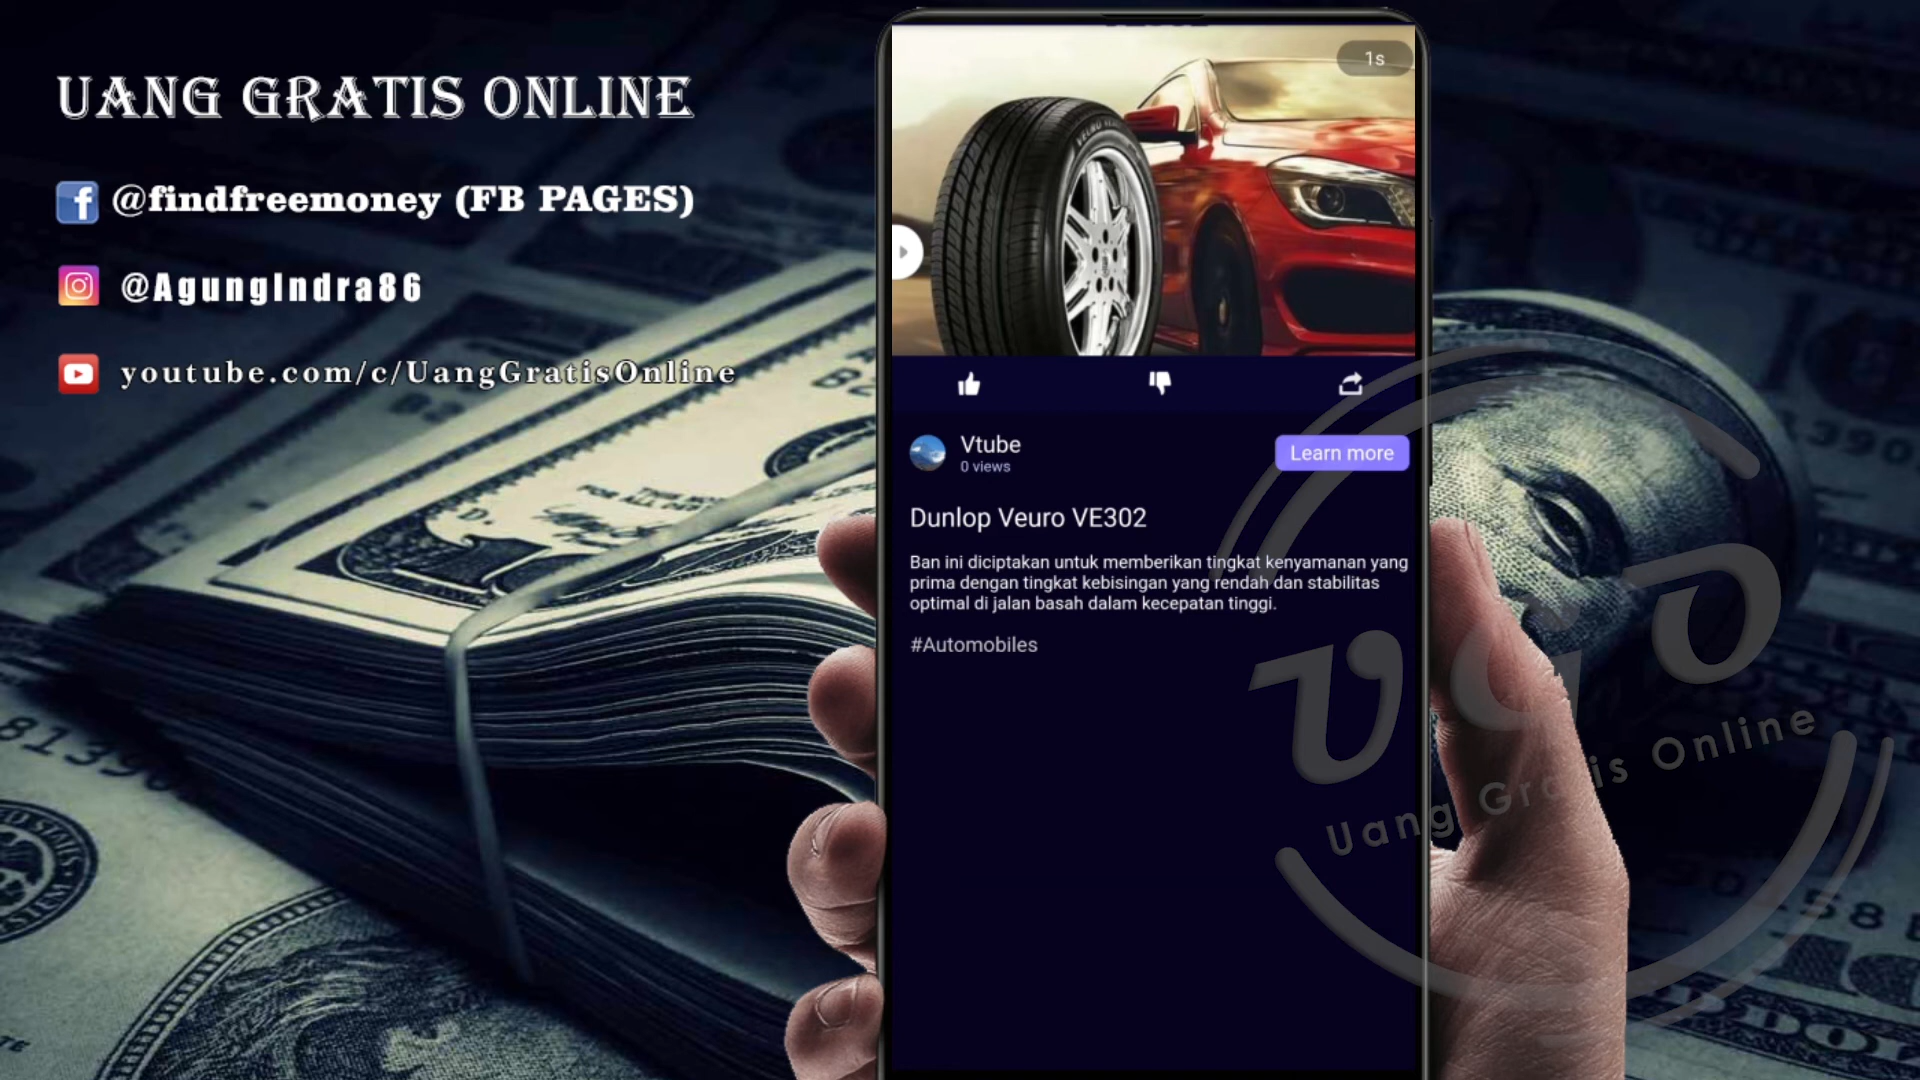 UANG GRATIS ONLINE
@findfreemoney (FB PAGES)
@AgungIndra86
youtube.com/c/UangGratisOnline
1s
Vtube
0 views
Learn more
Dunlop Veuro VE302
Ban ini diciptakan untuk memberikan tingkat kenyamanan yang
prima dengan tingkat kebisingan yang rendah dan stabilitas
optimal di jalan basah dalam kecepatan tinggi.
#Automobiles
ugo
Uang Gratis Online